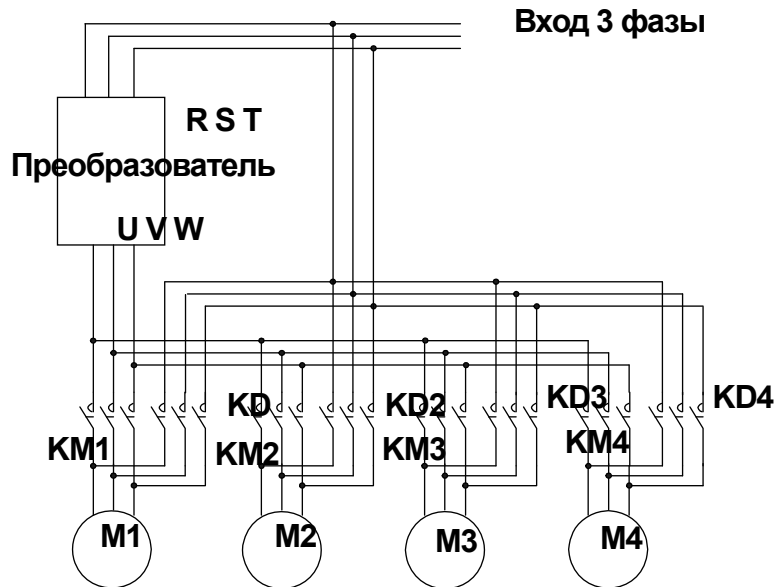 Вход 3 фазы
R S T
Преобразователь
U V W
KD KD2 KD3 KD4
KM1 KM2 KM3 KM4
M1 M2 M3 M4